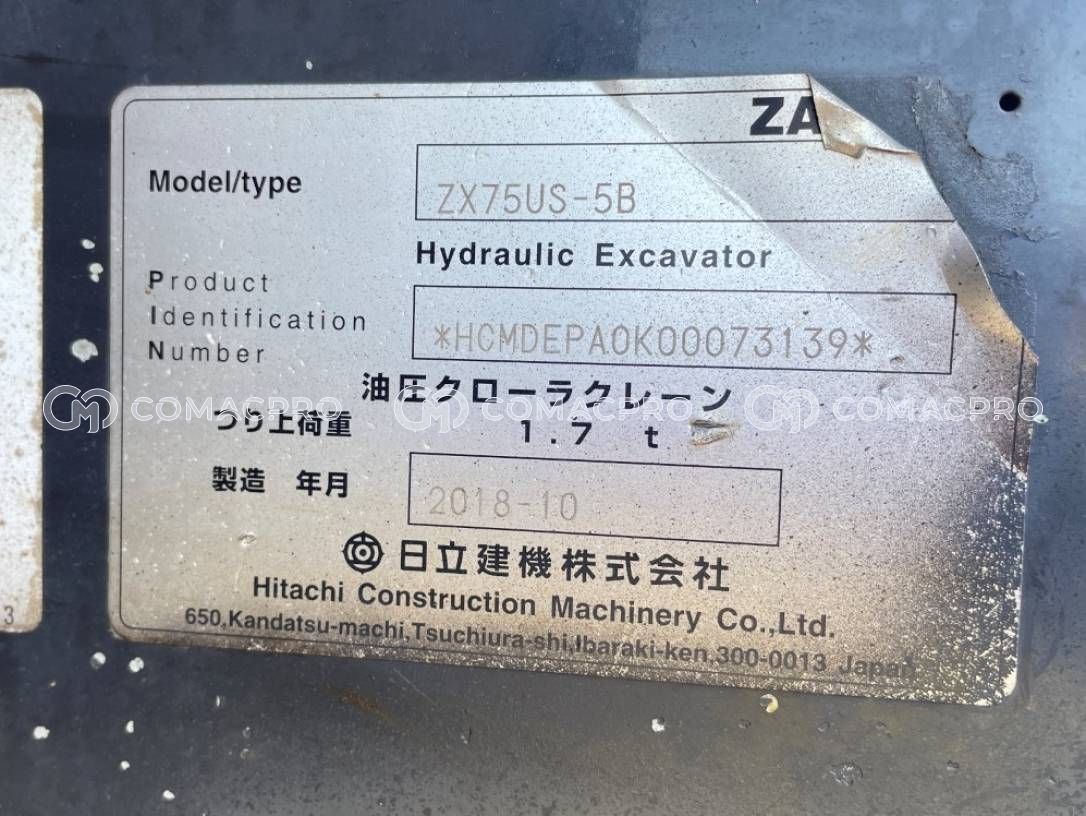 ZA
Model/type
ZX75US-5B
Hydraulic Excavator
Product
Identification
Number
*HCMDEPA0K00073139*
油圧クローラクレーン
COMACPRO COMACPRO COMACPRO
つり上荷重 1.7 t
製造 年月 2018-10
日立建機株式会社
Hitachi Construction Machinery Co.,Ltd.
650,Kandatsu-machi,Tsuchiura-shi,Ibaraki-ken,300-0013 Japan
3